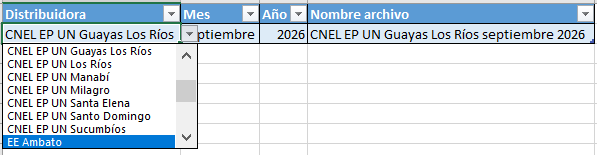 Distribuidora Mes Año Nombre archivo
CNEL EP UN Guayas Los Ríos ptiembre 2026 CNEL EP UN Guayas Los Ríos septiembre 2026
CNEL EP UN Guayas Los Ríos
CNEL EP UN Los Ríos
CNEL EP UN Manabí
CNEL EP UN Milagro
CNEL EP UN Santa Elena
CNEL EP UN Santo Domingo
CNEL EP UN Sucumbíos
EE Ambato